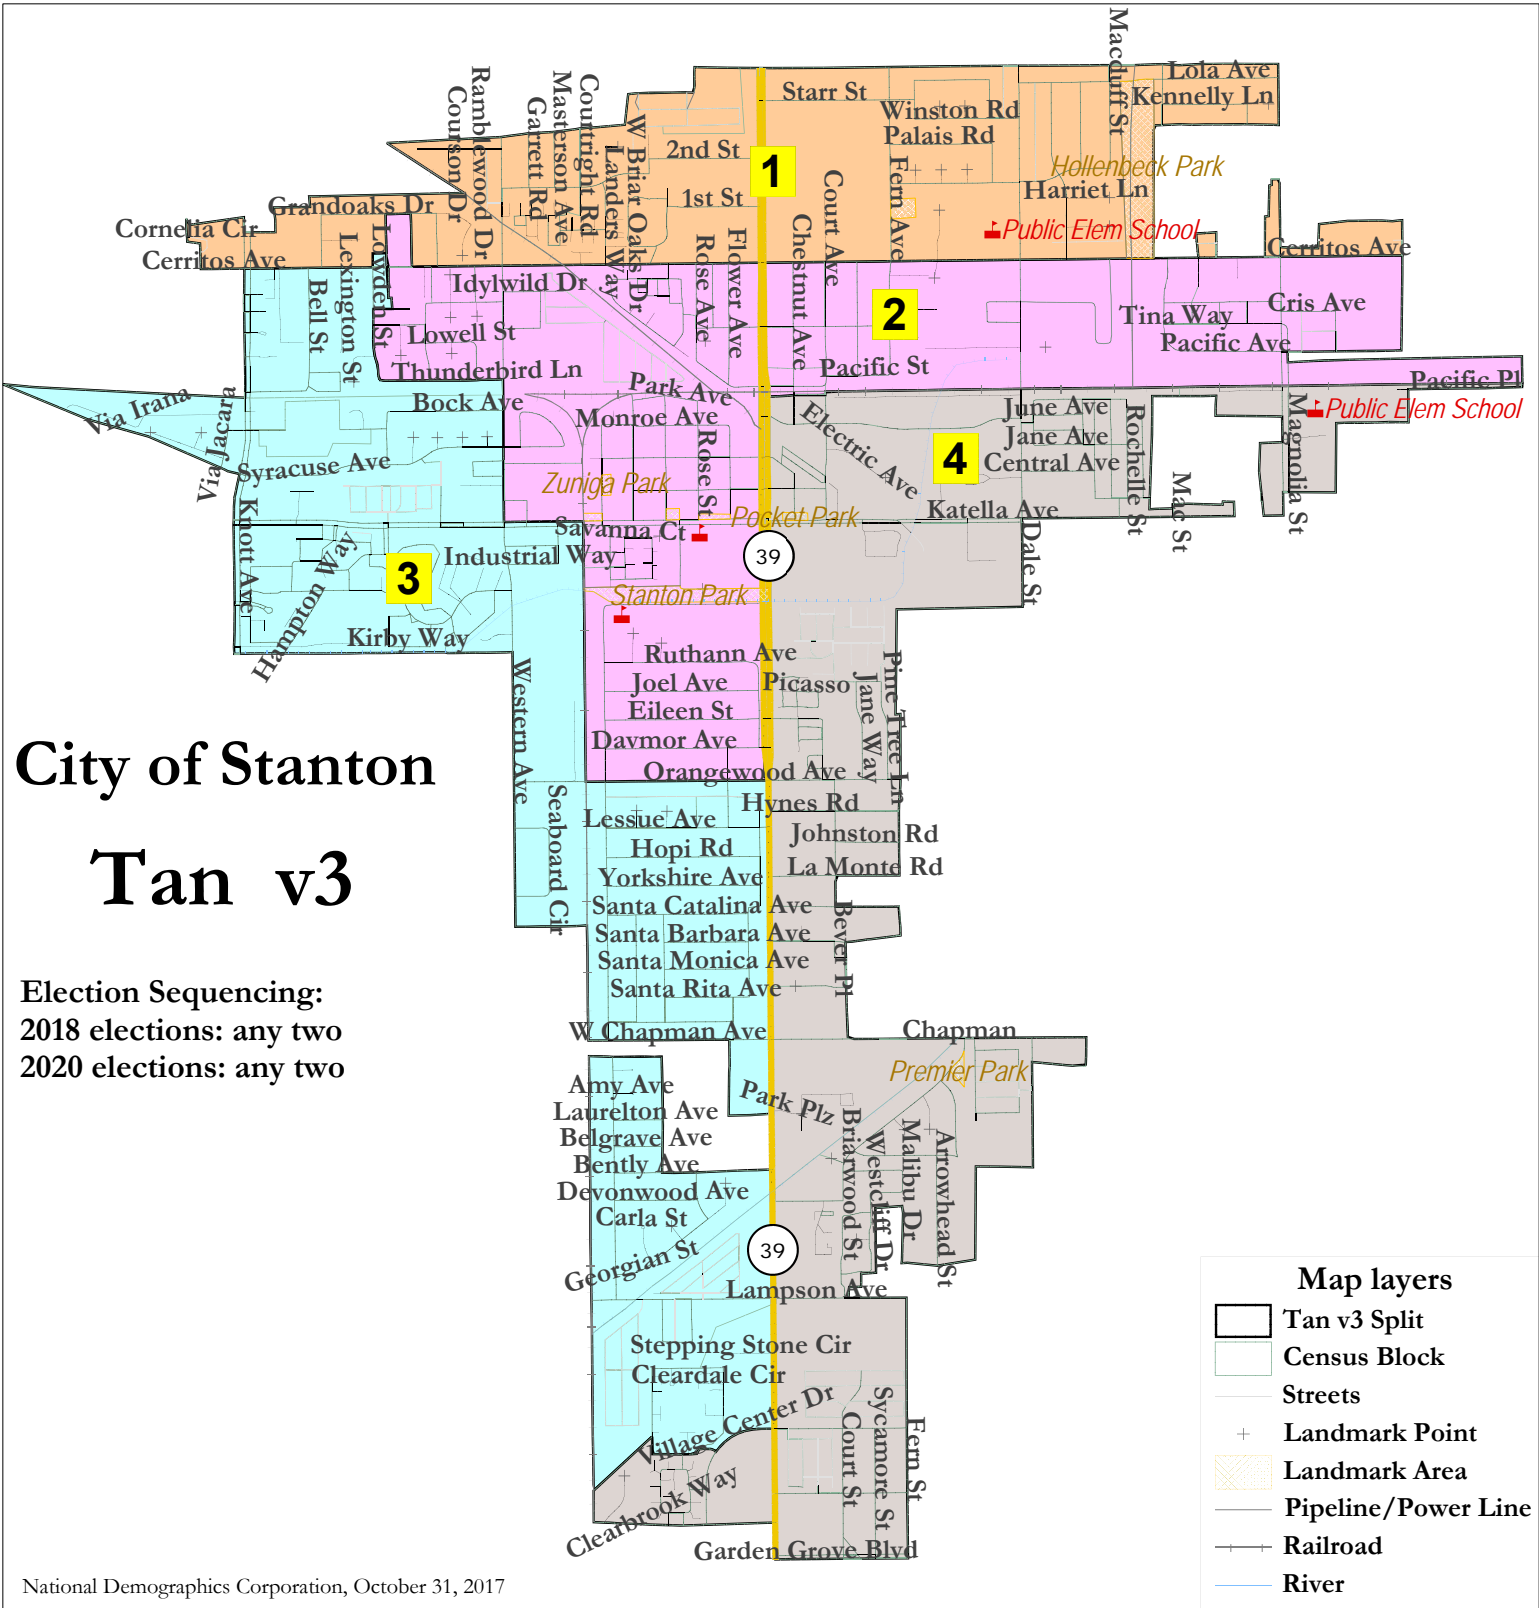 Macduff St
Lola Ave
Kennelly Ln
Starr St
Winston Rd
Palais Rd
Ramblewood Dr
Courson Dr
Masterson Ave
Garrett Rd
Courtright Rd
Landers Way
W Briar Oaks Dr
2nd St
1
1st St
Hollenbeck Park
Harriet Ln
Court Ave
Fern Ave
Public Elem School
Grandoaks Dr
Cornelia Cir
Cerritos Ave
Cerritos Ave
Lexington St
Lowden St
Bell St
Idylwild Dr
Rose Ave
Flower Ave
Chestnut Ave
2
Cris Ave
Tina Way
Pacific Ave
Lowell St
Thunderbird Ln
Pacific St
Park Ave
Pacific Pl
Public Elem School
Via Irana
Via Jacara
Bock Ave
Monroe Ave
Rose St
Electric Ave
June Ave
Jane Ave
Central Ave
4
Rochelle St
Magnolia St
Mac St
Syracuse Ave
Zuniga Park
Pocket Park
Katella Ave
Knott Ave
Hampton Way
Savanna Ct
Industrial Way
39
Dale St
3
Stanton Park
Kirby Way
Ruthann Ave
Joel Ave
Picasso
Eileen St
Davmor Ave
Orangewood Ave
Western Ave
Jane Way
Pine Tree Ln
City of Stanton
Tan v3
Hynes Rd
Seaboard Cir
Lessue Ave
Johnston Rd
Hopi Rd
La Monte Rd
Yorkshire Ave
Santa Catalina Ave
Bever Pl
Santa Barbara Ave
Santa Monica Ave
Santa Rita Ave
Election Sequencing:
2018 elections: any two
2020 elections: any two
W Chapman Ave
Chapman
Premier Park
Amy Ave
Park Plz
Laurelton Ave
Belgrave Ave
Bently Ave
Devonwood Ave
Carla St
Briarwood St
Westcliff Dr
Malibu Dr
Arrowhead St
Georgian St
39
Lampson Ave
Stepping Stone Cir
Cleardale Cir
Village Center Dr
Court St
Sycamore St
Fern St
Clearbrook Way
Garden Grove Blvd
Map layers
Tan v3 Split
Census Block
Streets
Landmark Point
Landmark Area
Pipeline/Power Line
Railroad
River
National Demographics Corporation, October 31, 2017